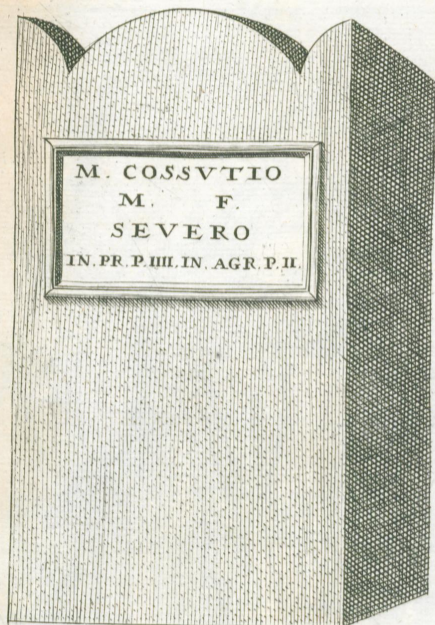 M. COSSVTIO
M. F.
SEVERO
IN. PR. P. IIII. IN. AGR. P. II.